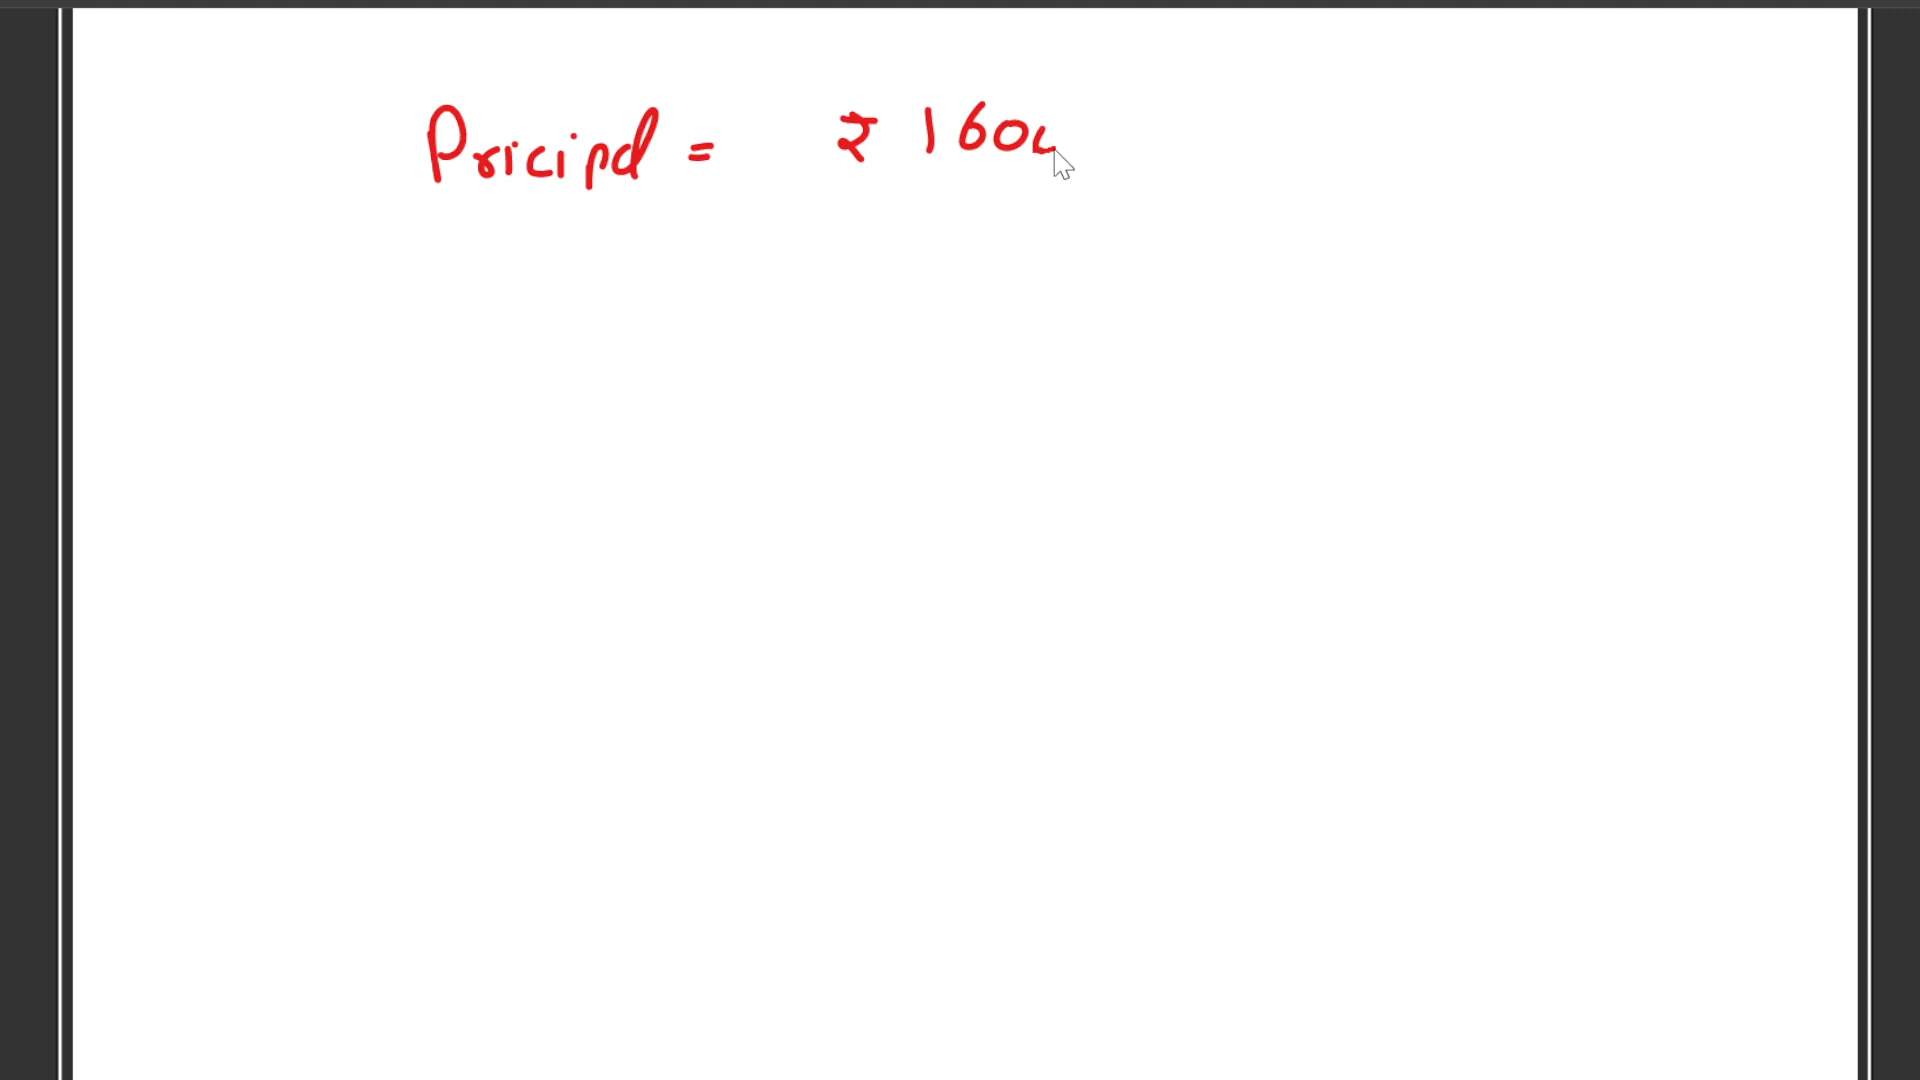 Pricipal = ₹ 160